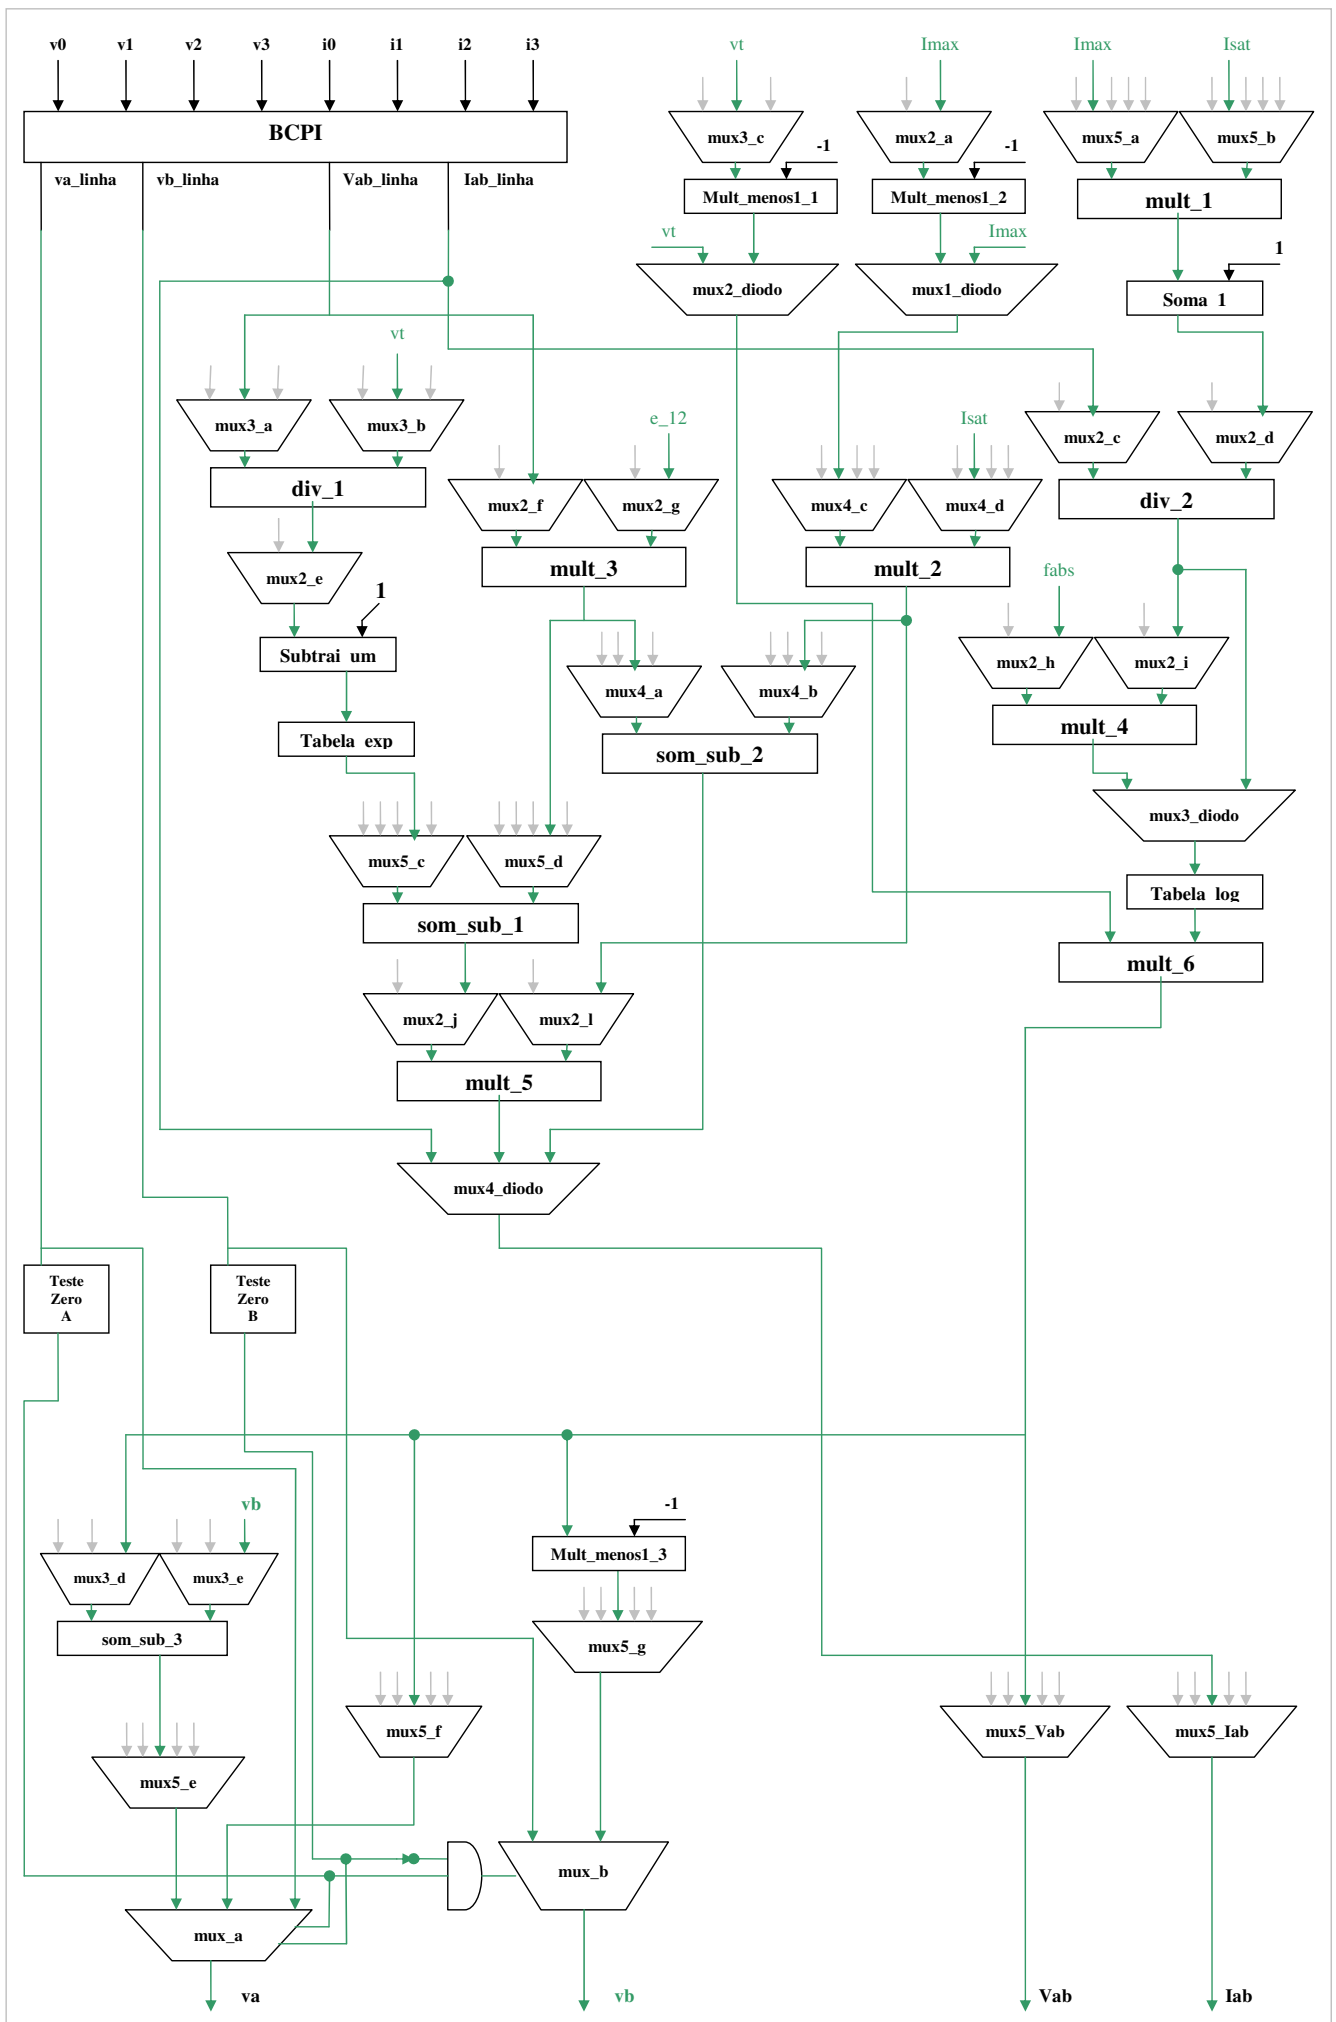 v0 v1 v2 v3 i0 i1 i2 i3 vt Imax Imax Isat
BCPI
mux3_c mux2_a mux5_a mux5_b
-1 -1
va_linha vb_linha Vab_linha Iab_linha
Mult_menos1_1 Mult_menos1_2 mult_1
vt Imax
1
mux2_diodo mux1_diodo
Soma 1
vt
mux3_a mux3_b e_12 Isat mux2_c mux2_d
div_1 mux2_f mux2_g mux4_c mux4_d div_2
mux2_e mult_3 mult_2 fabs
1
Subtrai um mux4_a mux4_b mux2_h mux2_i
Tabela exp som_sub_2 mult_4
mux3_diodo
mux5_c mux5_d
Tabela log
som_sub_1
mult_6
mux2_j mux2_l
mult_5
mux4_diodo
Teste
Zero
A
Teste
Zero
B
vb -1
Mult_menos1_3
mux3_d mux3_e
som_sub_3 mux5_g
mux5_f mux5_Vab mux5_Iab
mux5_e
mux_b
mux_a
va vb Vab Iab